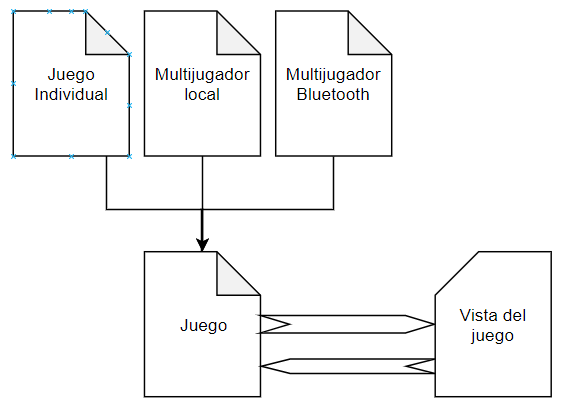 Juego
Individual
Multijugador
local
Multijugador
Bluetooth
Juego
Vista del
juego